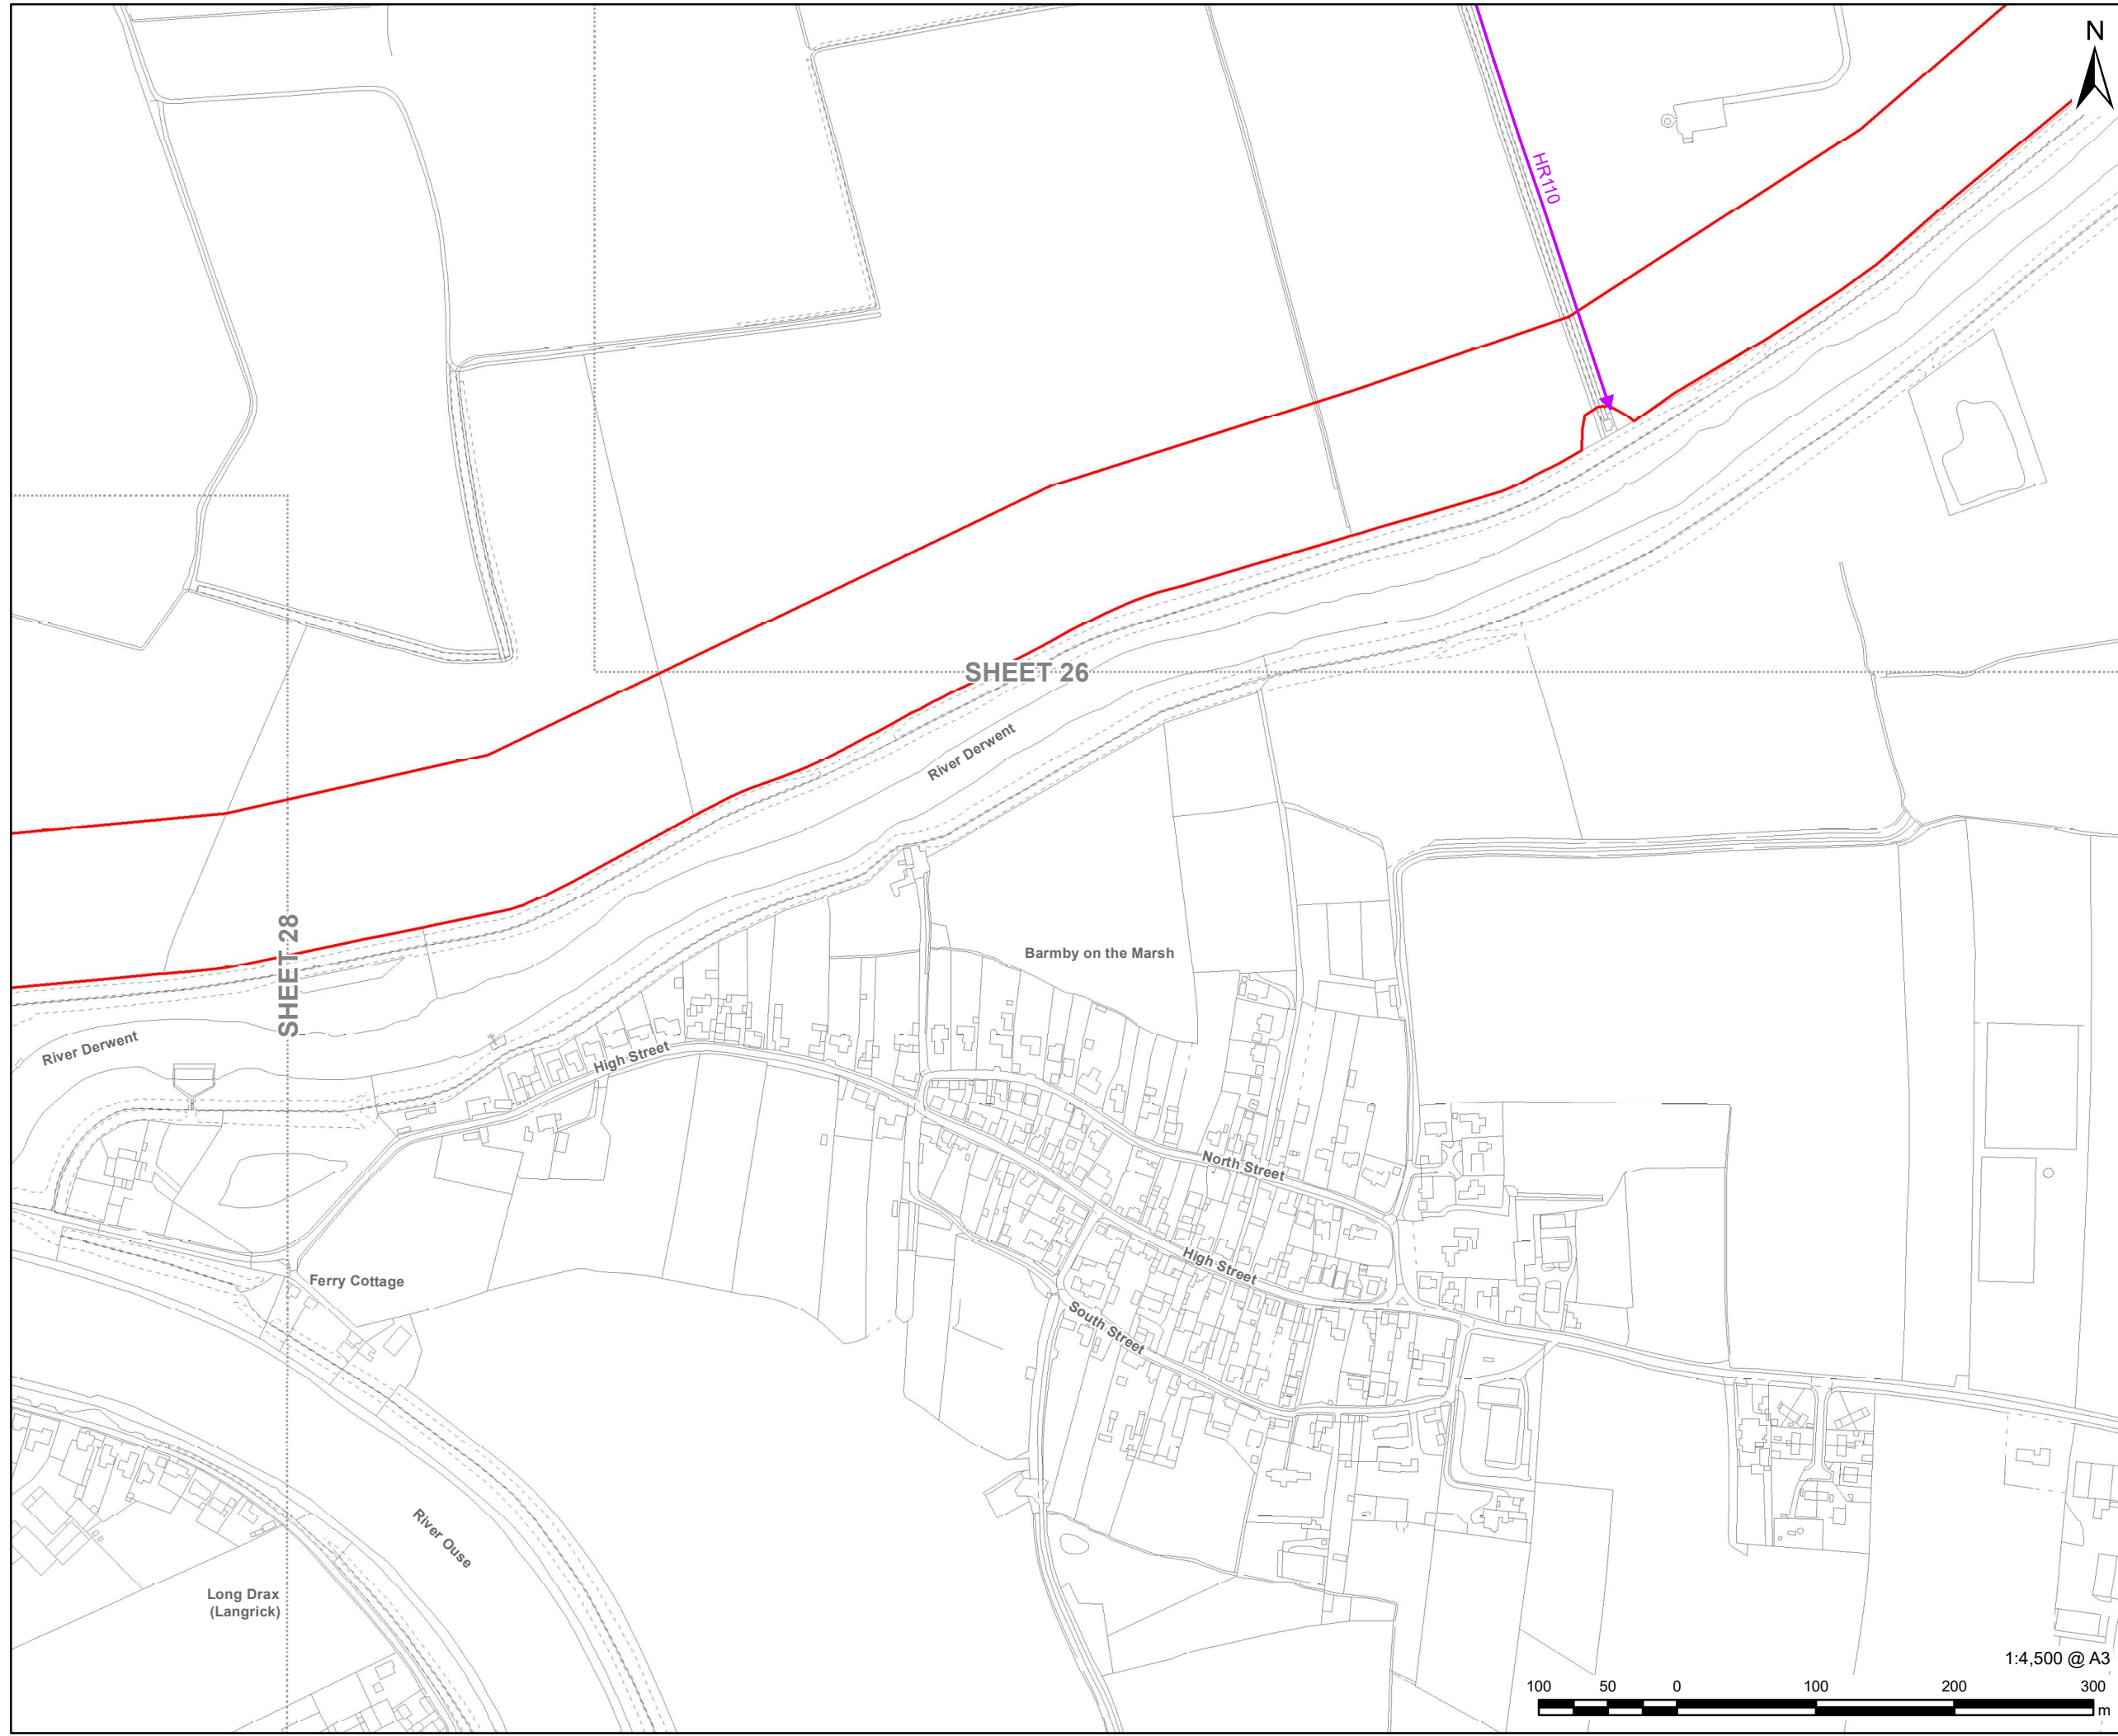 N
HR110
SHEET 26
River Derwent
Barmby on the Marsh
SHEET 28
River Derwent
High Street
North Street
High Street
Ferry Cottage
South Street
River Ouse
Long Drax
(Langrick)
1:4,500 @ A3
100 50 0 100 200 300
m